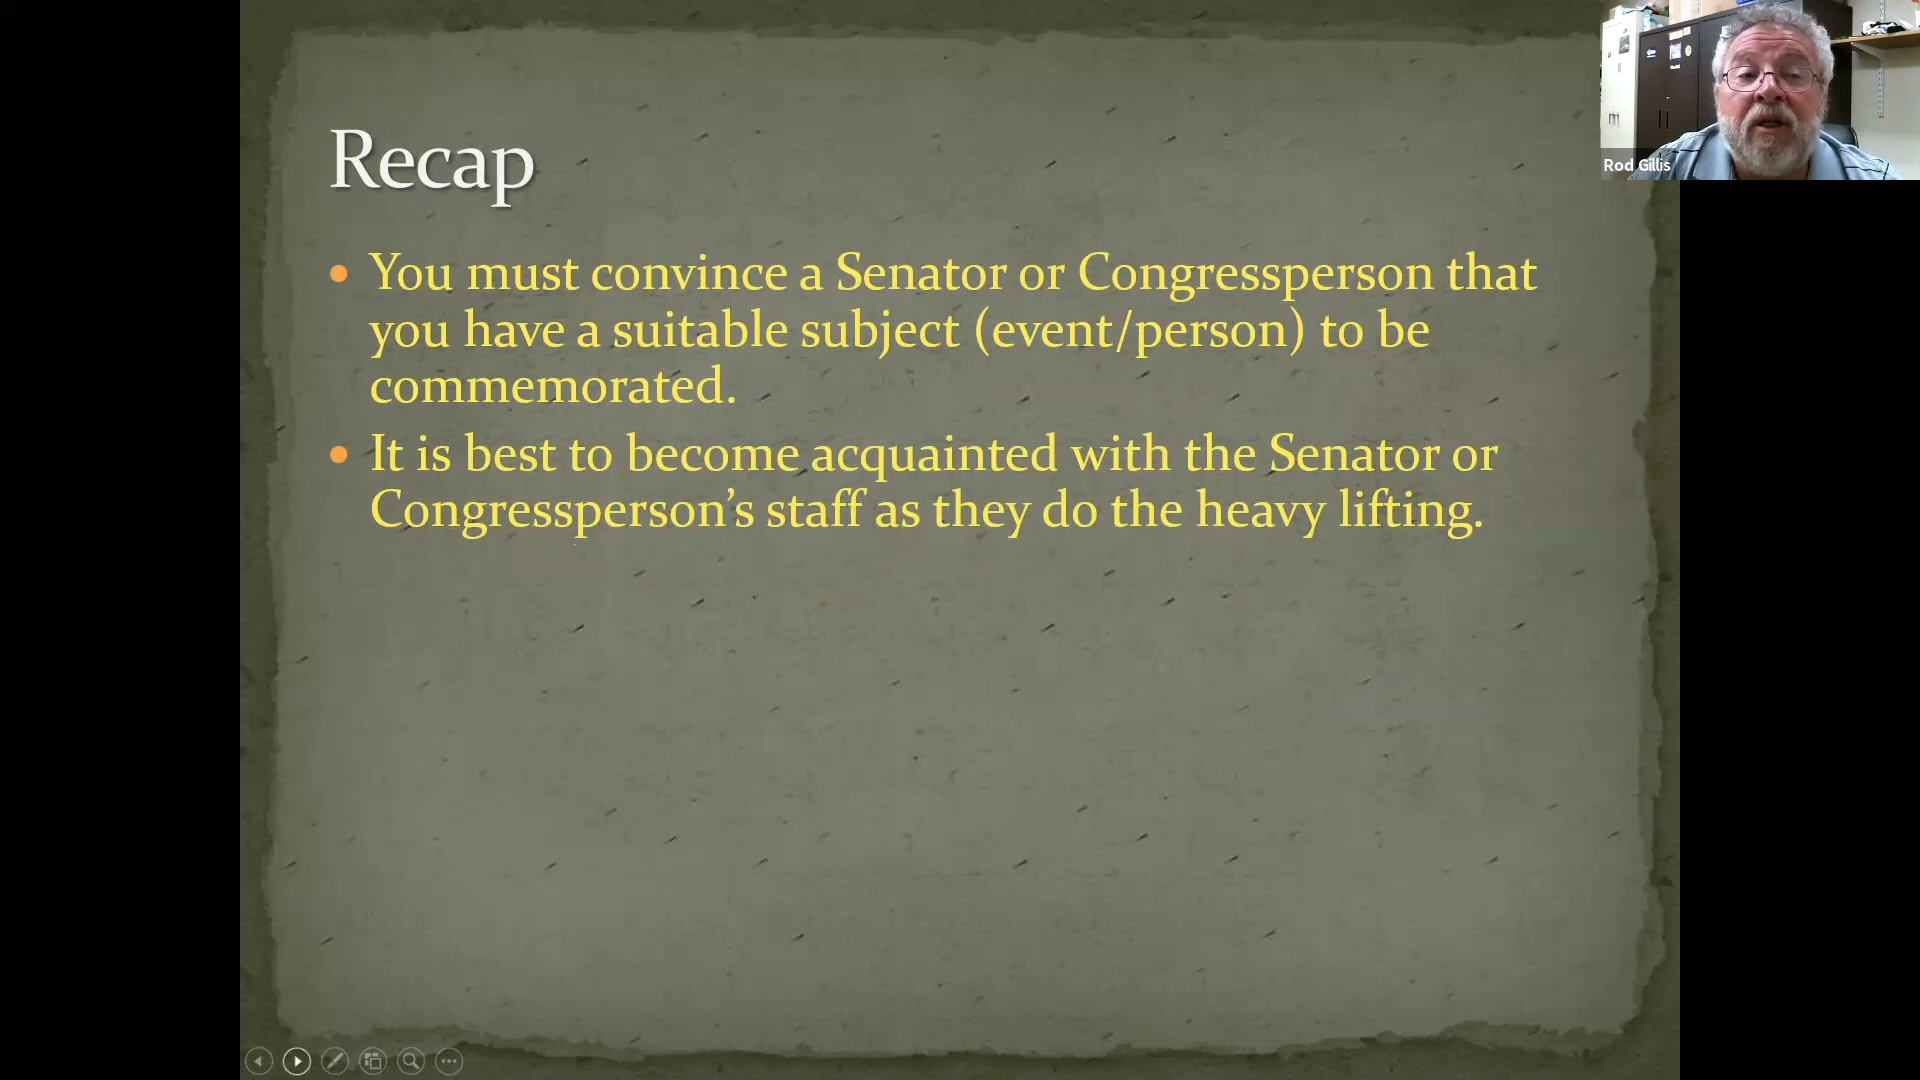 Recap
Rod Gillis
• You must convince a Senator or Congressperson that
you have a suitable subject (event/person) to be
commemorated.
• It is best to become acquainted with the Senator or
Congressperson’s staff as they do the heavy lifting.